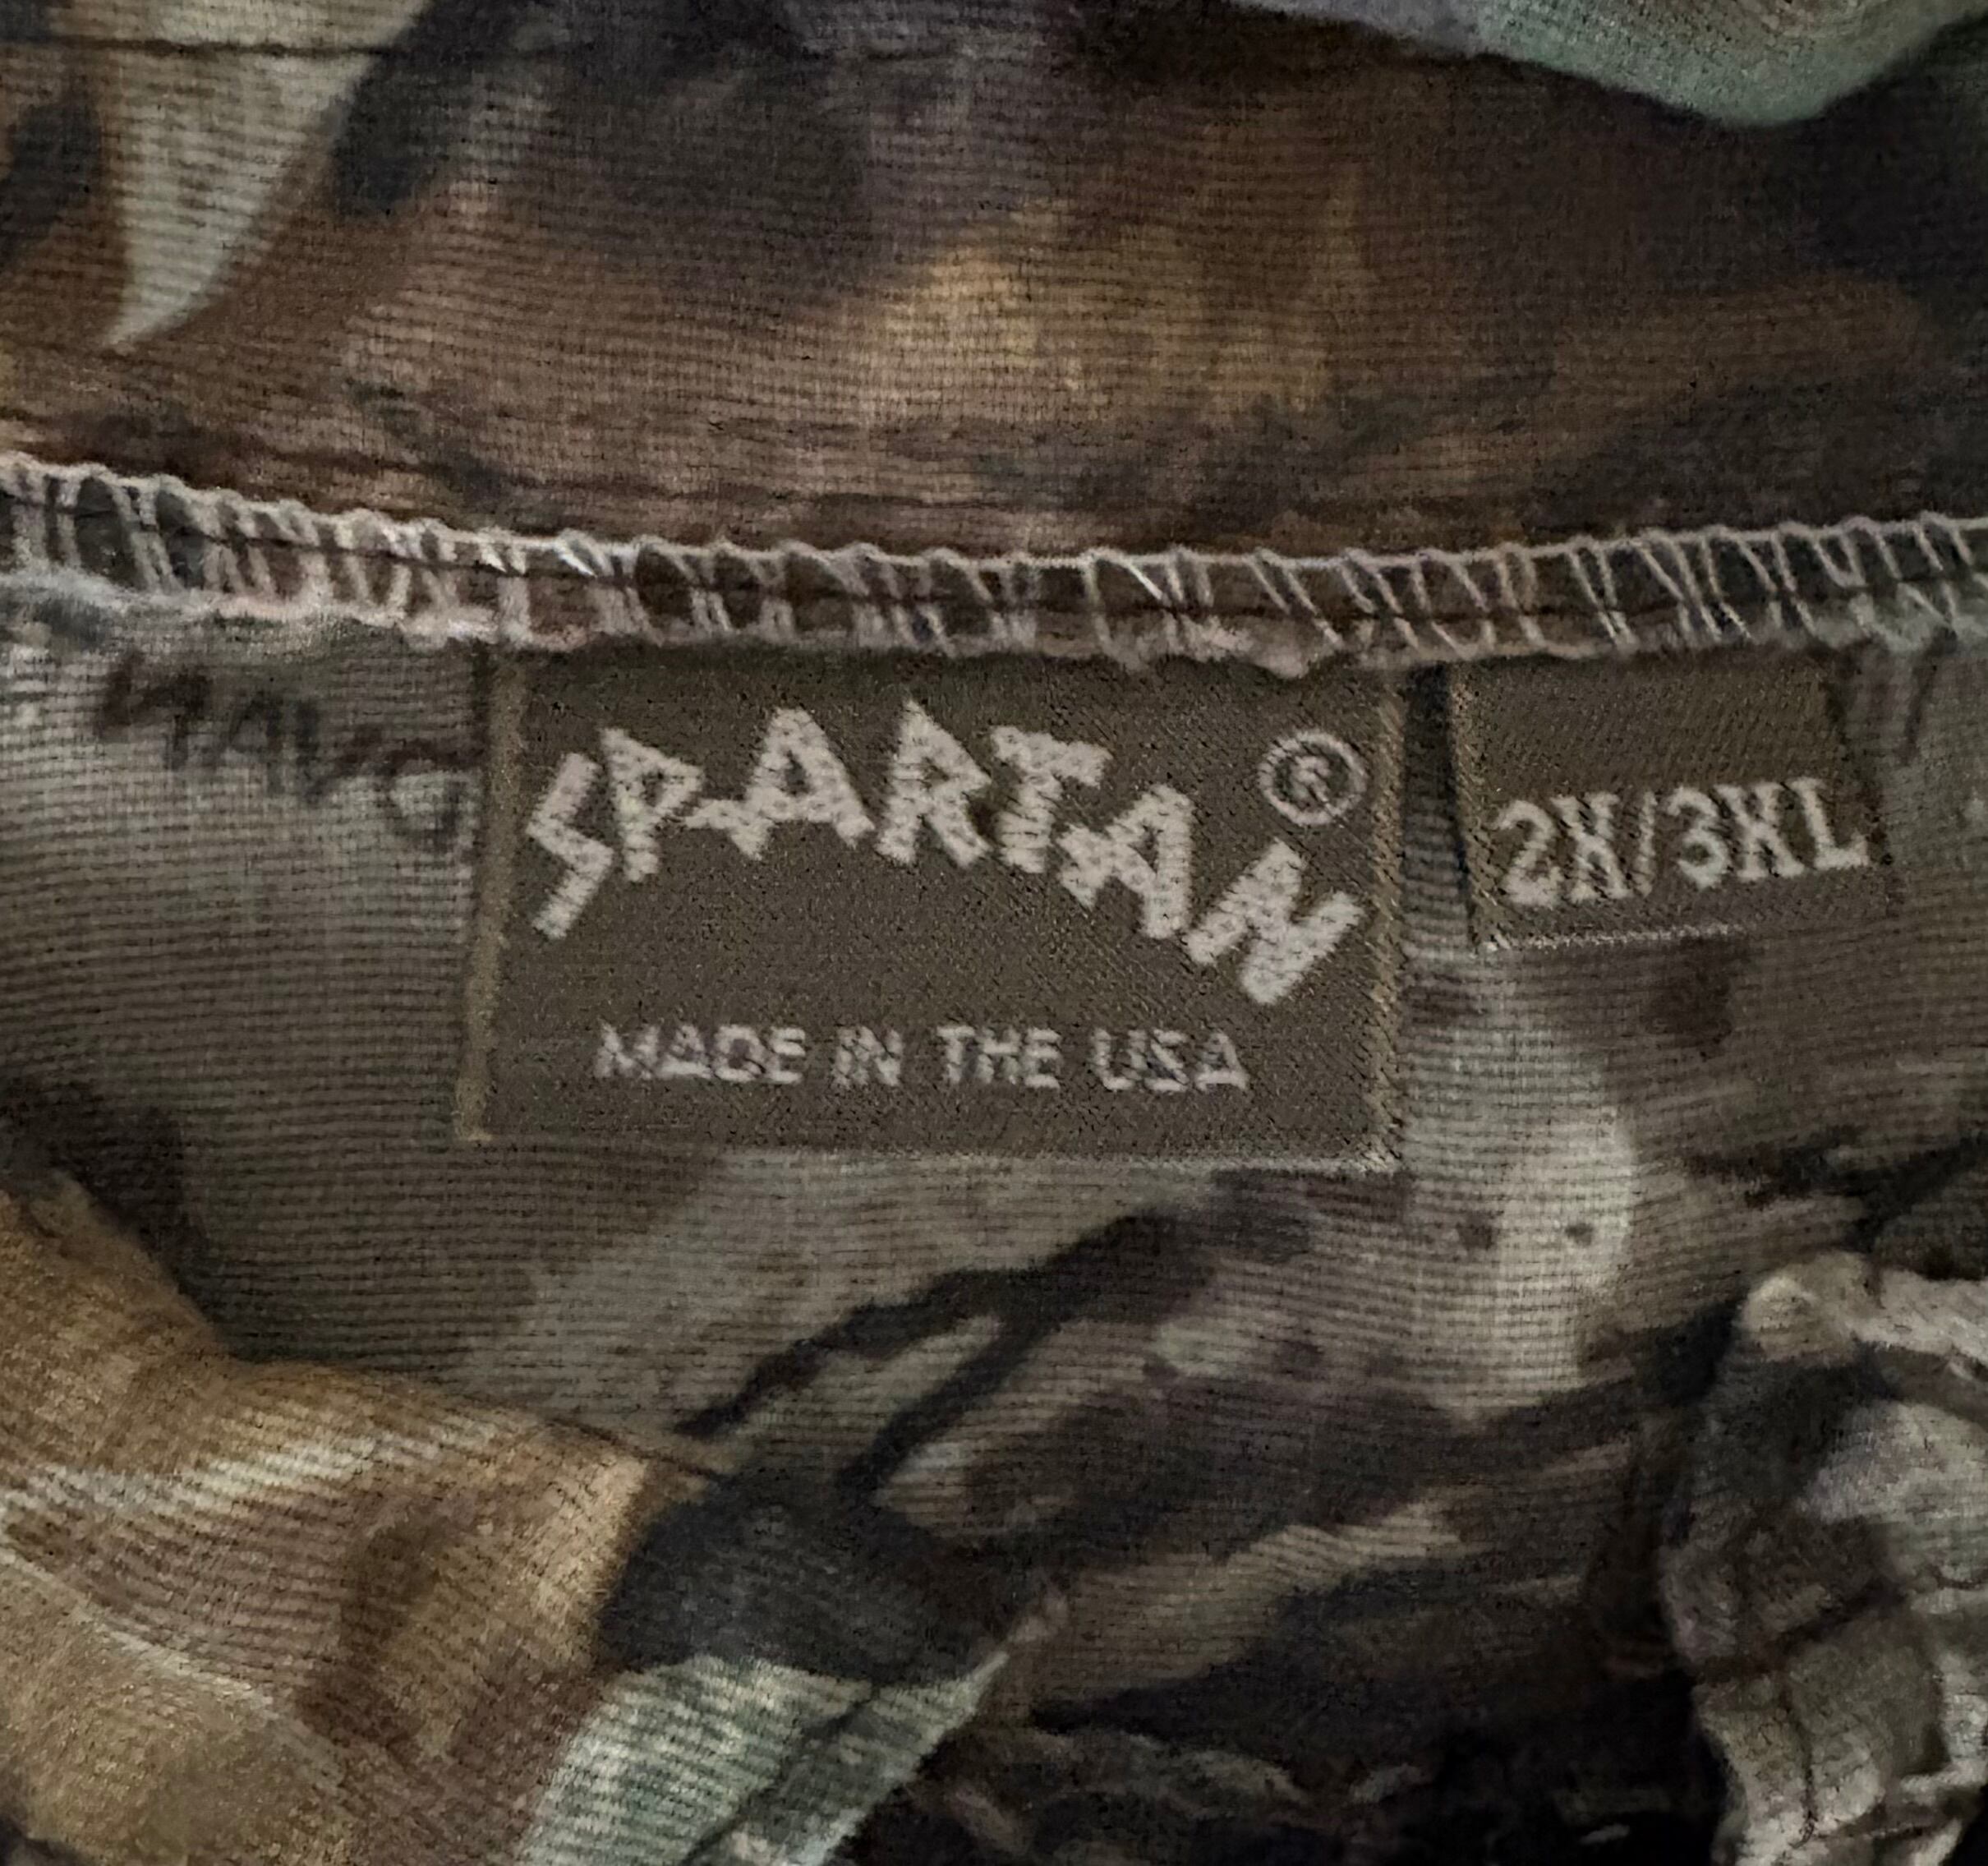 SPARTAN ®
2X/3XL
MADE IN THE USA